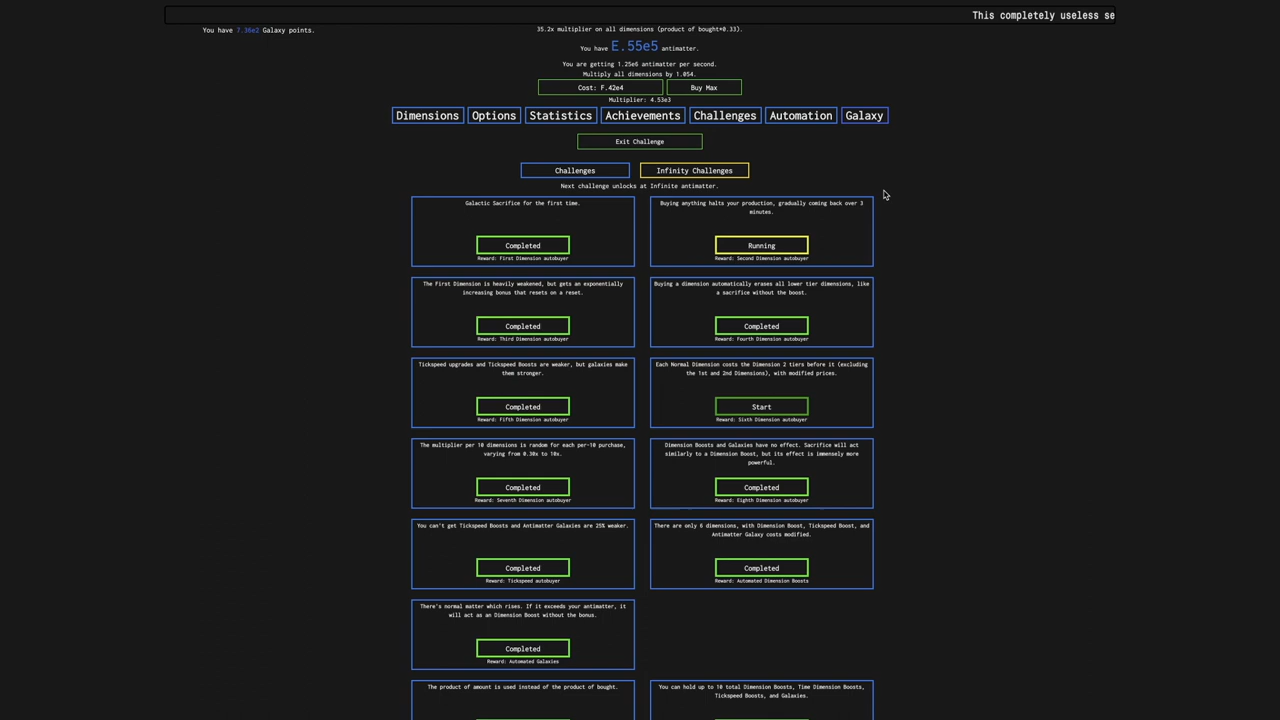 This completely useless se
You have 7.36e2 Galaxy points.
35.2x multiplier on all dimensions (product of bought*0.33).
You have E.55e5 antimatter.
You are getting 1.25e6 antimatter per second.
Multiply all dimensions by 1.054.
Cost: F.42e4
Buy Max
Multiplier: 4.53e3
Dimensions
Options
Statistics
Achievements
Challenges
Automation
Galaxy
Exit Challenge
Challenges
Infinity Challenges
Next challenge unlocks at Infinite antimatter.
Galactic Sacrifice for the first time.
Completed
Reward: First Dimension autobuyer
Buying anything halts your production, gradually coming back over 3
minutes.
Running
Reward: Second Dimension autobuyer
The First Dimension is heavily weakened, but gets an exponentially
increasing bonus that resets on a reset.
Completed
Reward: Third Dimension autobuyer
Buying a dimension automatically erases all lower tier dimensions, like
a sacrifice without the boost.
Completed
Reward: Fourth Dimension autobuyer
Tickspeed upgrades and Tickspeed Boosts are weaker, but galaxies make
them stronger.
Completed
Reward: Fifth Dimension autobuyer
Each Normal Dimension costs the Dimension 2 tiers before it (excluding
the 1st and 2nd Dimensions), with modified prices.
Start
Reward: Sixth Dimension autobuyer
The multiplier per 10 dimensions is random for each per-10 purchase,
varying from 0.30x to 10x.
Completed
Reward: Seventh Dimension autobuyer
Dimension Boosts and Galaxies have no effect. Sacrifice will act
similarly to a Dimension Boost, but its effect is immensely more
powerful.
Completed
Reward: Eighth Dimension autobuyer
You can't get Tickspeed Boosts and Antimatter Galaxies are 25% weaker.
Completed
Reward: Tickspeed autobuyer
There are only 6 dimensions, with Dimension Boost, Tickspeed Boost, and
Antimatter Galaxy costs modified.
Completed
Reward: Automated Dimension Boosts
There's normal matter which rises. If it exceeds your antimatter, it
will act as an Dimension Boost without the bonus.
Completed
Reward: Automated Galaxies
The product of amount is used instead of the product of bought.
You can hold up to 10 total Dimension Boosts, Time Dimension Boosts,
Tickspeed Boosts, and Galaxies.